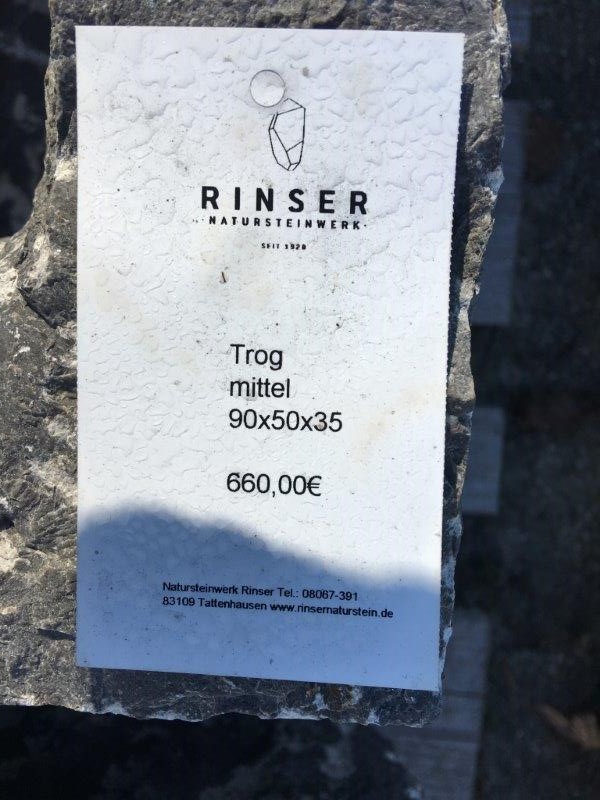 RINSER
·NATURSTEINWERK·
SEIT 1920
Trog
mittel
90x50x35
660,00€
Natursteinwerk Rinser Tel.: 08067-391
83109 Tattenhausen www.rinsernaturstein.de